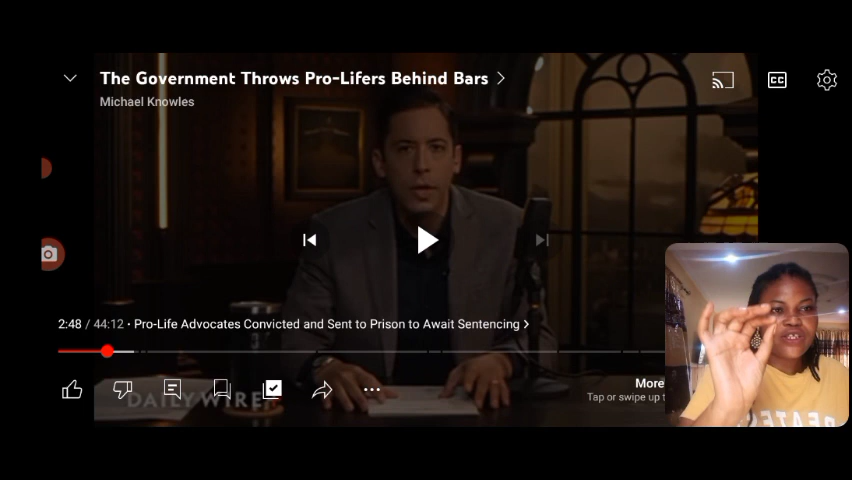 The Government Throws Pro-Lifers Behind Bars
Michael Knowles
CC
2:48 / 44:12 • Pro-Life Advocates Convicted and Sent to Prison to Await Sentencing
DAILY WIRE
More
Tap or swipe up